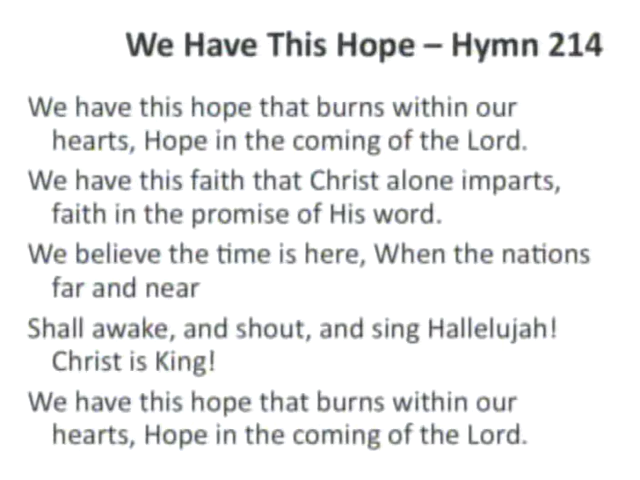 We Have This Hope – Hymn 214
We have this hope that burns within our
hearts, Hope in the coming of the Lord.
We have this faith that Christ alone imparts,
faith in the promise of His word.
We believe the time is here, When the nations
far and near
Shall awake, and shout, and sing Hallelujah!
Christ is King!
We have this hope that burns within our
hearts, Hope in the coming of the Lord.